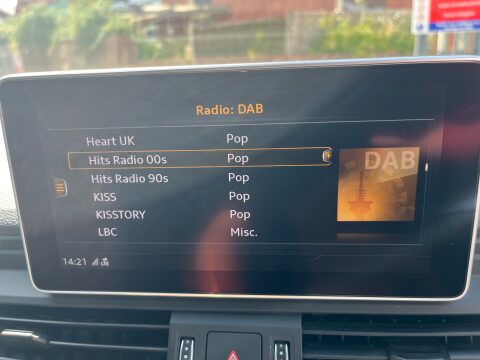 Radio: DAB
Heart UK Pop
Hits Radio 00s Pop
Hits Radio 90s Pop
KISS Pop
KISSTORY Pop
LBC Misc.
DAB
14:21